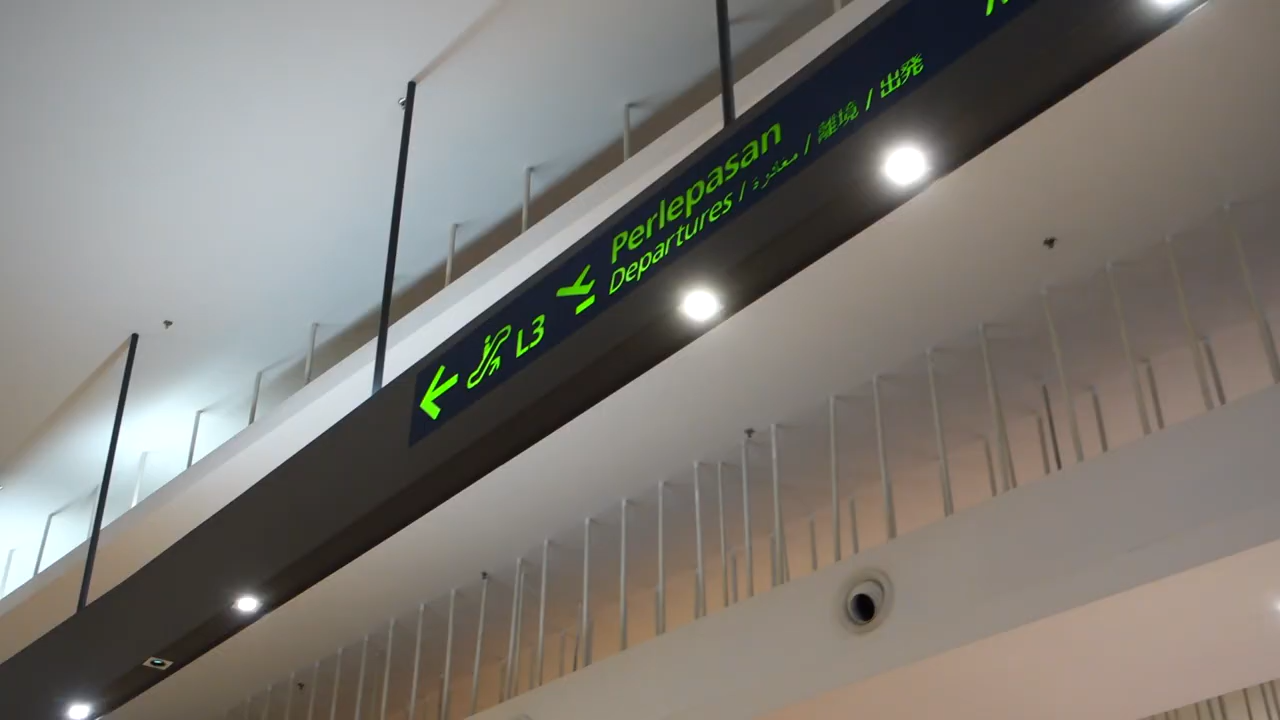 L3
Perlepasan
Departures / مغادرة / 離境 / 出発